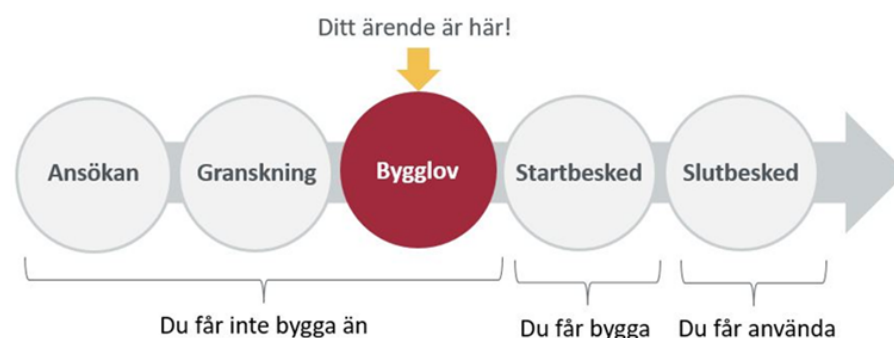 Ditt ärende är här!
Ansökan
Granskning
Bygglov
Startbesked
Slutbesked
Du får inte bygga än
Du får bygga
Du får använda